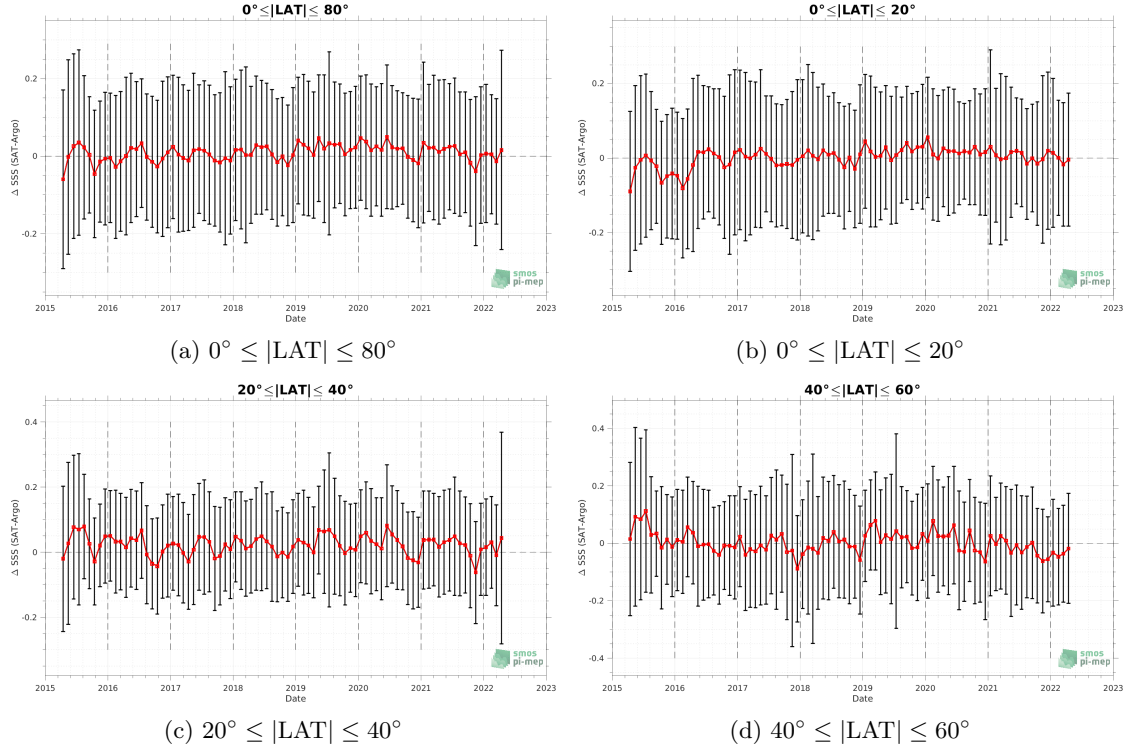 0°≤|LAT|≤ 80°
0.2
0
-0.2
Δ SSS (SAT-Argo)
2015 2016 2017 2018 2019 2020 2021 2022 2023
Date
smos
pi-mep
(a) 0° ≤ |LAT| ≤ 80°
0°≤|LAT|≤ 20°
0.2
0
-0.2
Δ SSS (SAT-Argo)
2015 2016 2017 2018 2019 2020 2021 2022 2023
Date
smos
pi-mep
(b) 0° ≤ |LAT| ≤ 20°
20°≤|LAT|≤ 40°
0.4
0.2
0
-0.2
Δ SSS (SAT-Argo)
2015 2016 2017 2018 2019 2020 2021 2022 2023
Date
smos
pi-mep
(c) 20° ≤ |LAT| ≤ 40°
40°≤|LAT|≤ 60°
0.4
0.2
0
-0.2
-0.4
Δ SSS (SAT-Argo)
2015 2016 2017 2018 2019 2020 2021 2022 2023
Date
smos
pi-mep
(d) 40° ≤ |LAT| ≤ 60°